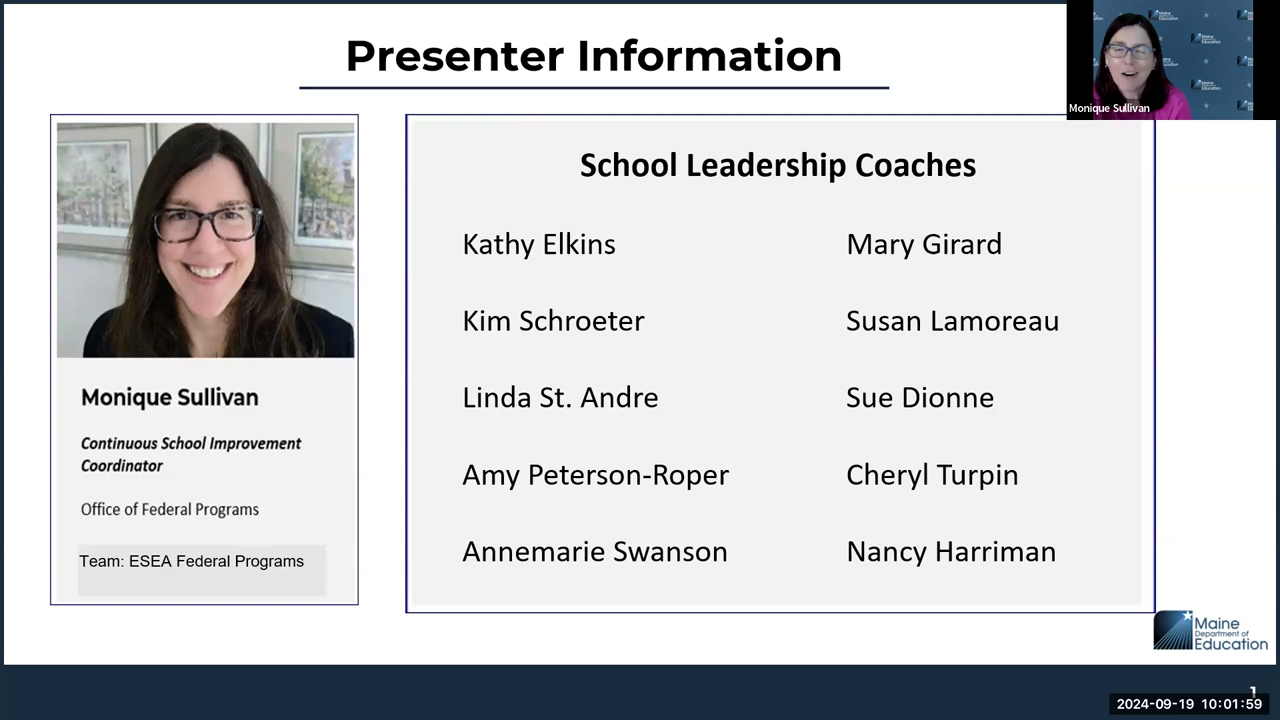 Presenter Information
Monique Sullivan
School Leadership Coaches
Kathy Elkins
Mary Girard
Kim Schroeter
Susan Lamoreau
Linda St. Andre
Sue Dionne
Amy Peterson-Roper
Cheryl Turpin
Annemarie Swanson
Nancy Harriman
Monique Sullivan
Continuous School Improvement
Coordinator
Office of Federal Programs
Team: ESEA Federal Programs
Maine
Department of
Education
1
2024-09-19 10:01:59